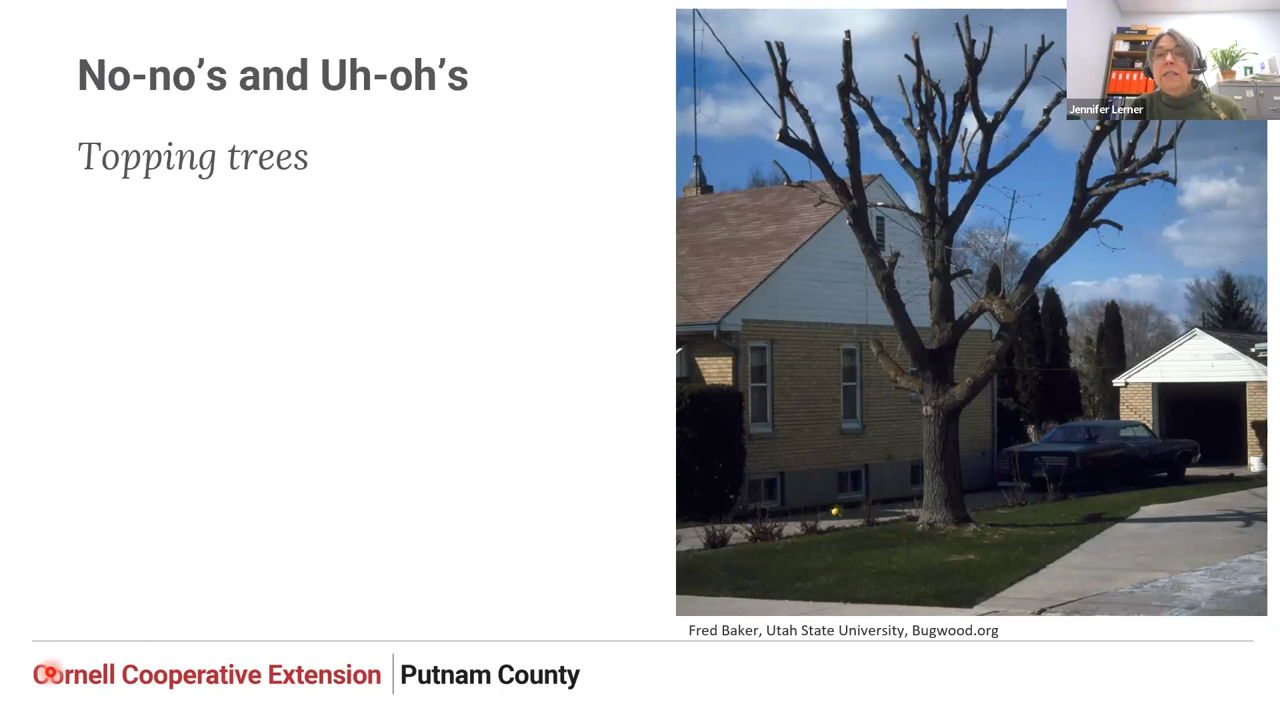 No-no’s and Uh-oh’s
Topping trees
Jennifer Lerner
Fred Baker, Utah State University, Bugwood.org
Cornell Cooperative Extension Putnam County